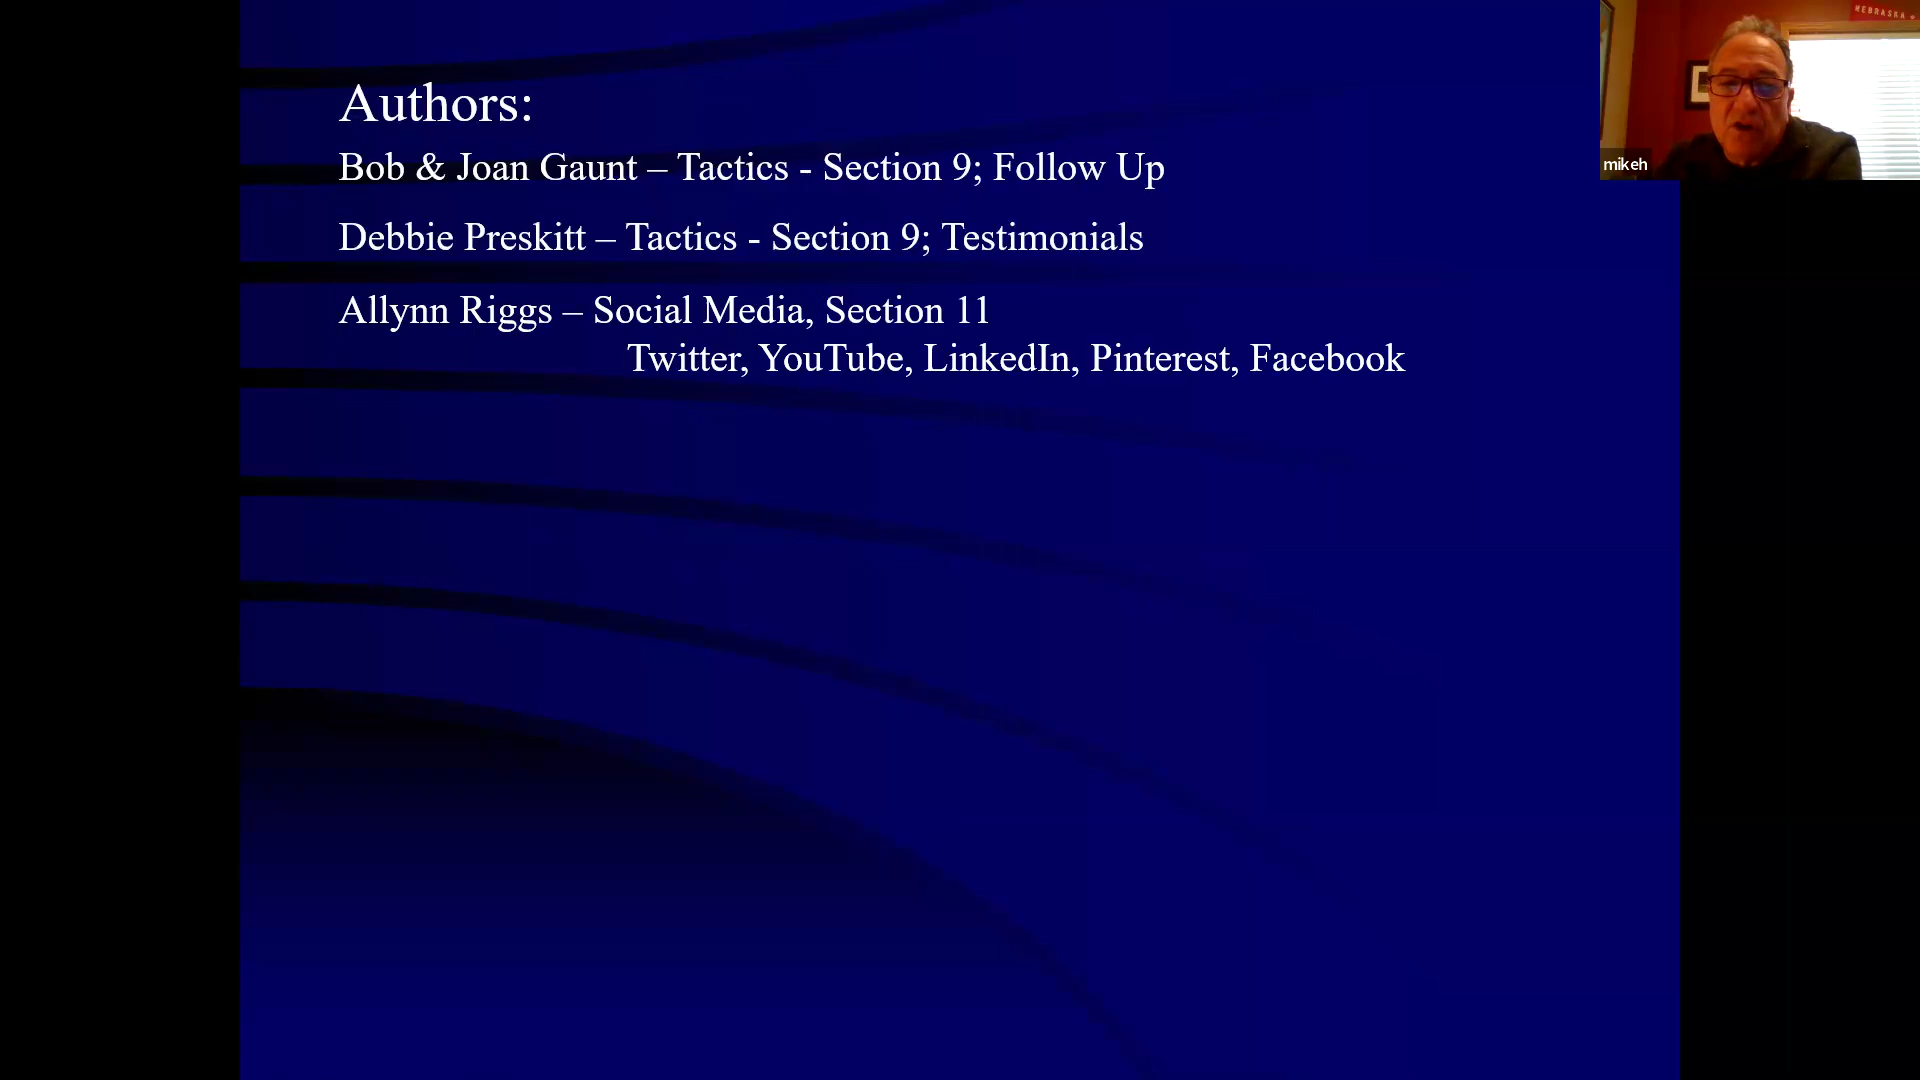 Authors:
Bob & Joan Gaunt – Tactics - Section 9; Follow Up
Debbie Preskitt – Tactics - Section 9; Testimonials
Allynn Riggs – Social Media, Section 11
Twitter, YouTube, LinkedIn, Pinterest, Facebook
NEBRASKA
mikeh